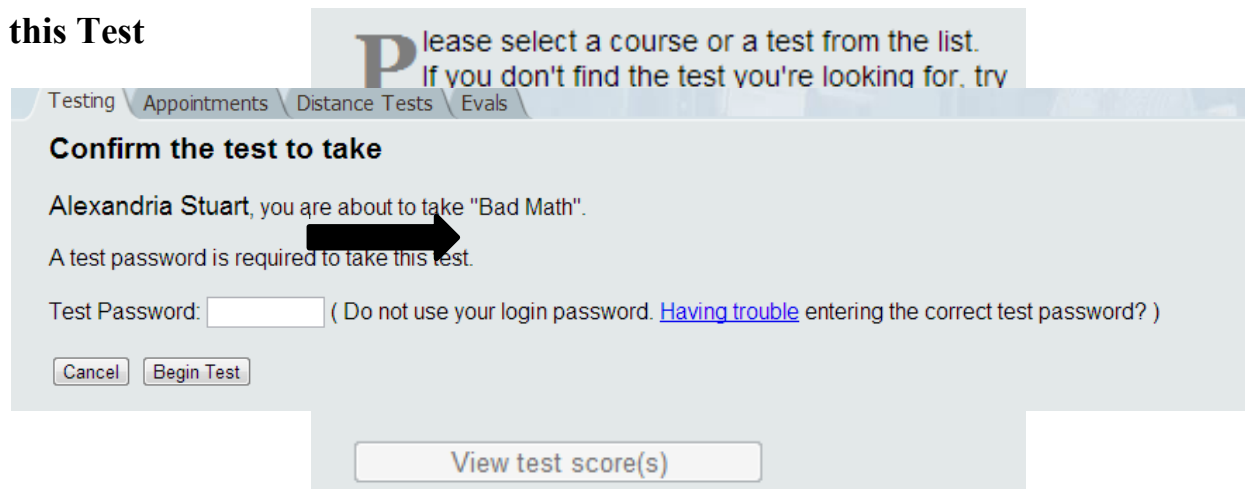 this Test
Please select a course or a test from the list.
If you don't find the test you're looking for, try
Testing Appointments Distance Tests Evals
Confirm the test to take
Alexandria Stuart, you are about to take "Bad Math".
A test password is required to take this test.
Test Password: ( Do not use your login password. Having trouble entering the correct test password? )
Cancel Begin Test
View test score(s)